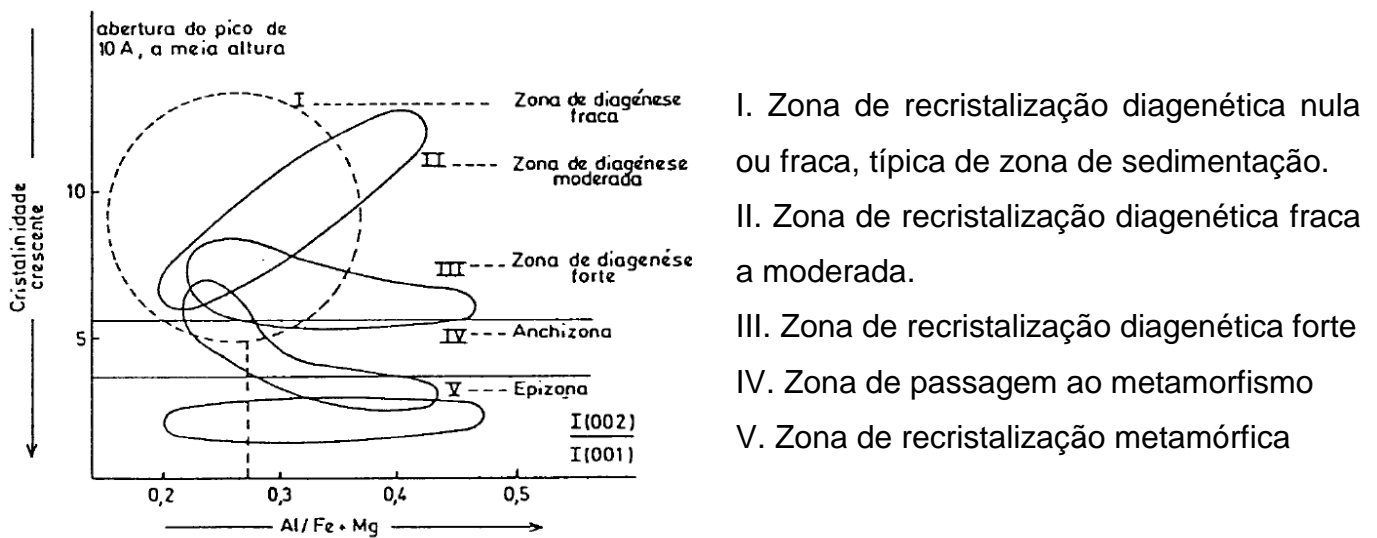 abertura do pico de
10 A, a meia altura
Cristalinidade
crescente
10
5
I
Zona de diagénese
fraca
II
Zona de diagénese
moderada
III
Zona de diagenése
forte
IV
Anchizona
V
Epizona
I(002)
I(001)
0,2
0,3
0,4
0,5
Al/Fe + Mg
I. Zona de recristalização diagenética nula
ou fraca, típica de zona de sedimentação.
II. Zona de recristalização diagenética fraca
a moderada.
III. Zona de recristalização diagenética forte
IV. Zona de passagem ao metamorfismo
V. Zona de recristalização metamórfica